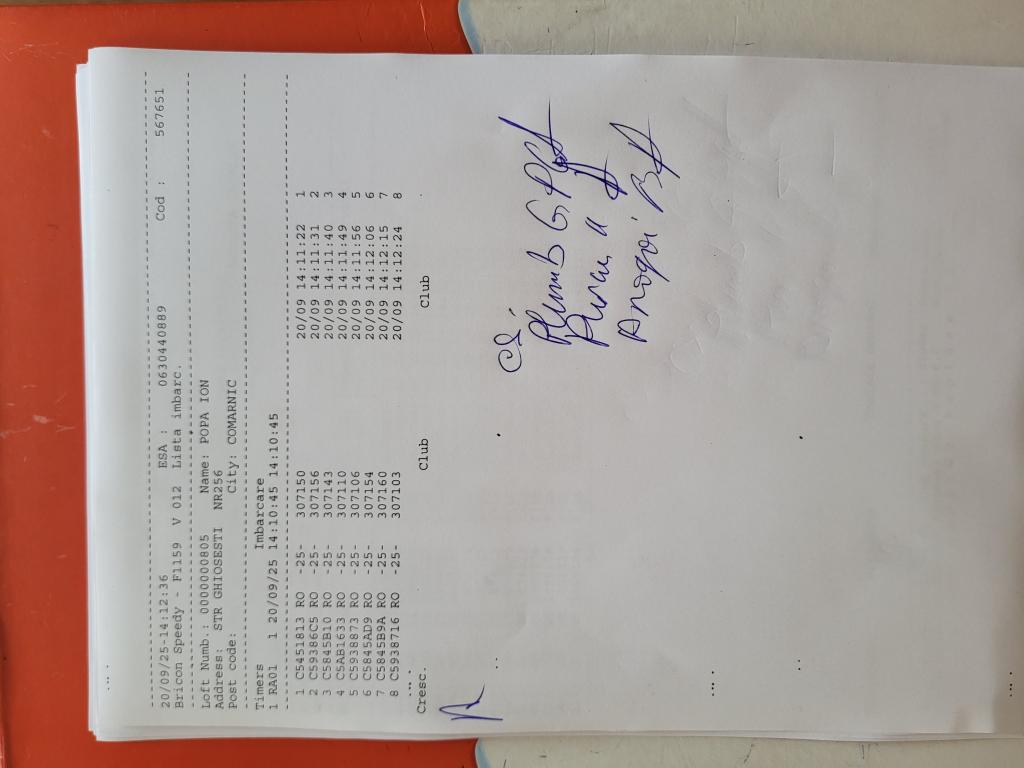 20/09/25-14:12:36 ESA : 0630440889 Cod : 567651
Bricon Speedy - F1159 V 012 Lista imbarc.
Loft Numb.: 0000000805 Name: POPA ION
Address: STR GHIOSESTI NR256
Post code: City: COMARNIC
Timers Imbarcare
1 RA01 1 20/09/25 14:10:45 14:10:45
1 C5451813 RO -25- 307150 20/09 14:11:22 1
2 C59386C5 RO -25- 307156 20/09 14:11:31 2
3 C5845B10 RO -25- 307143 20/09 14:11:40 3
4 C5AB1633 RO -25- 307110 20/09 14:11:49 4
5 C5938873 RO -25- 307106 20/09 14:11:56 5
6 C5845AD9 RO -25- 307154 20/09 14:12:06 6
7 C5845B9A RO -25- 307160 20/09 14:12:15 7
8 C5938716 RO -25- 307103 20/09 14:12:24 8
Cresc. Club Club
Plumb G.